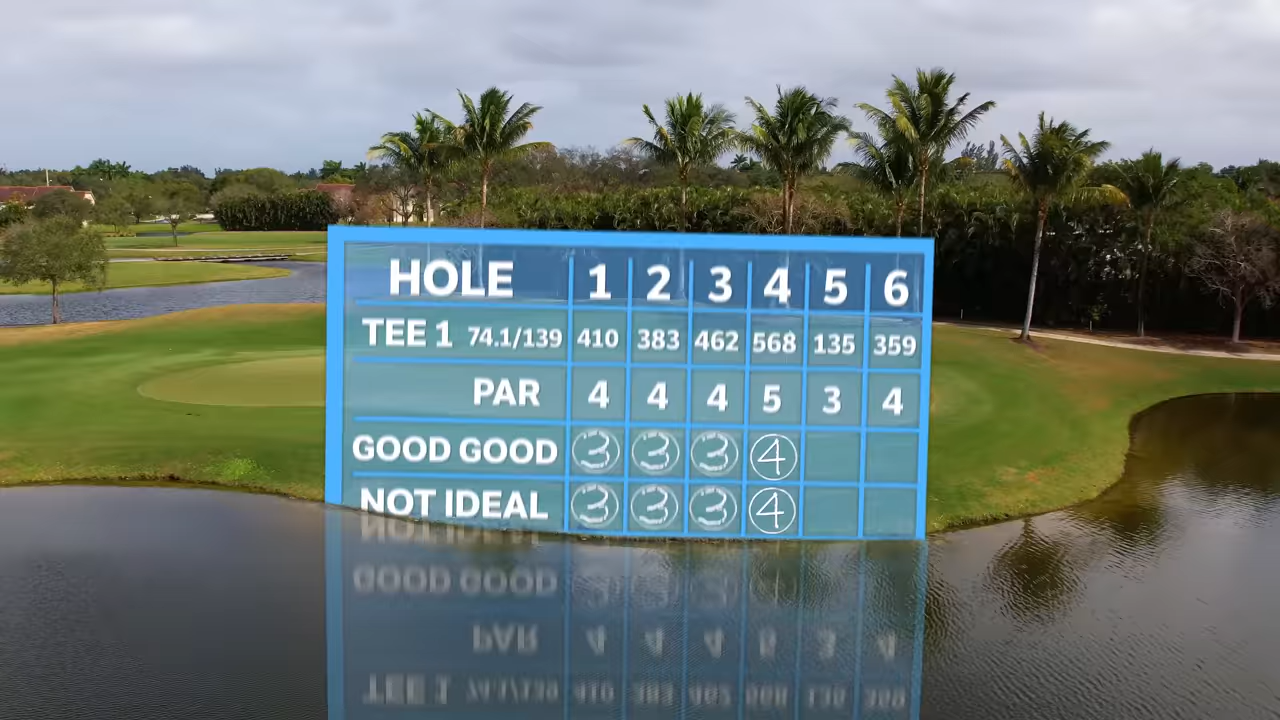 HOLE 1 2 3 4 5 6
TEE 1 74.1/139 410 383 462 568 135 359
PAR 4 4 4 5 3 4
GOOD GOOD 3 3 3 4
NOT IDEAL 3 3 3 4